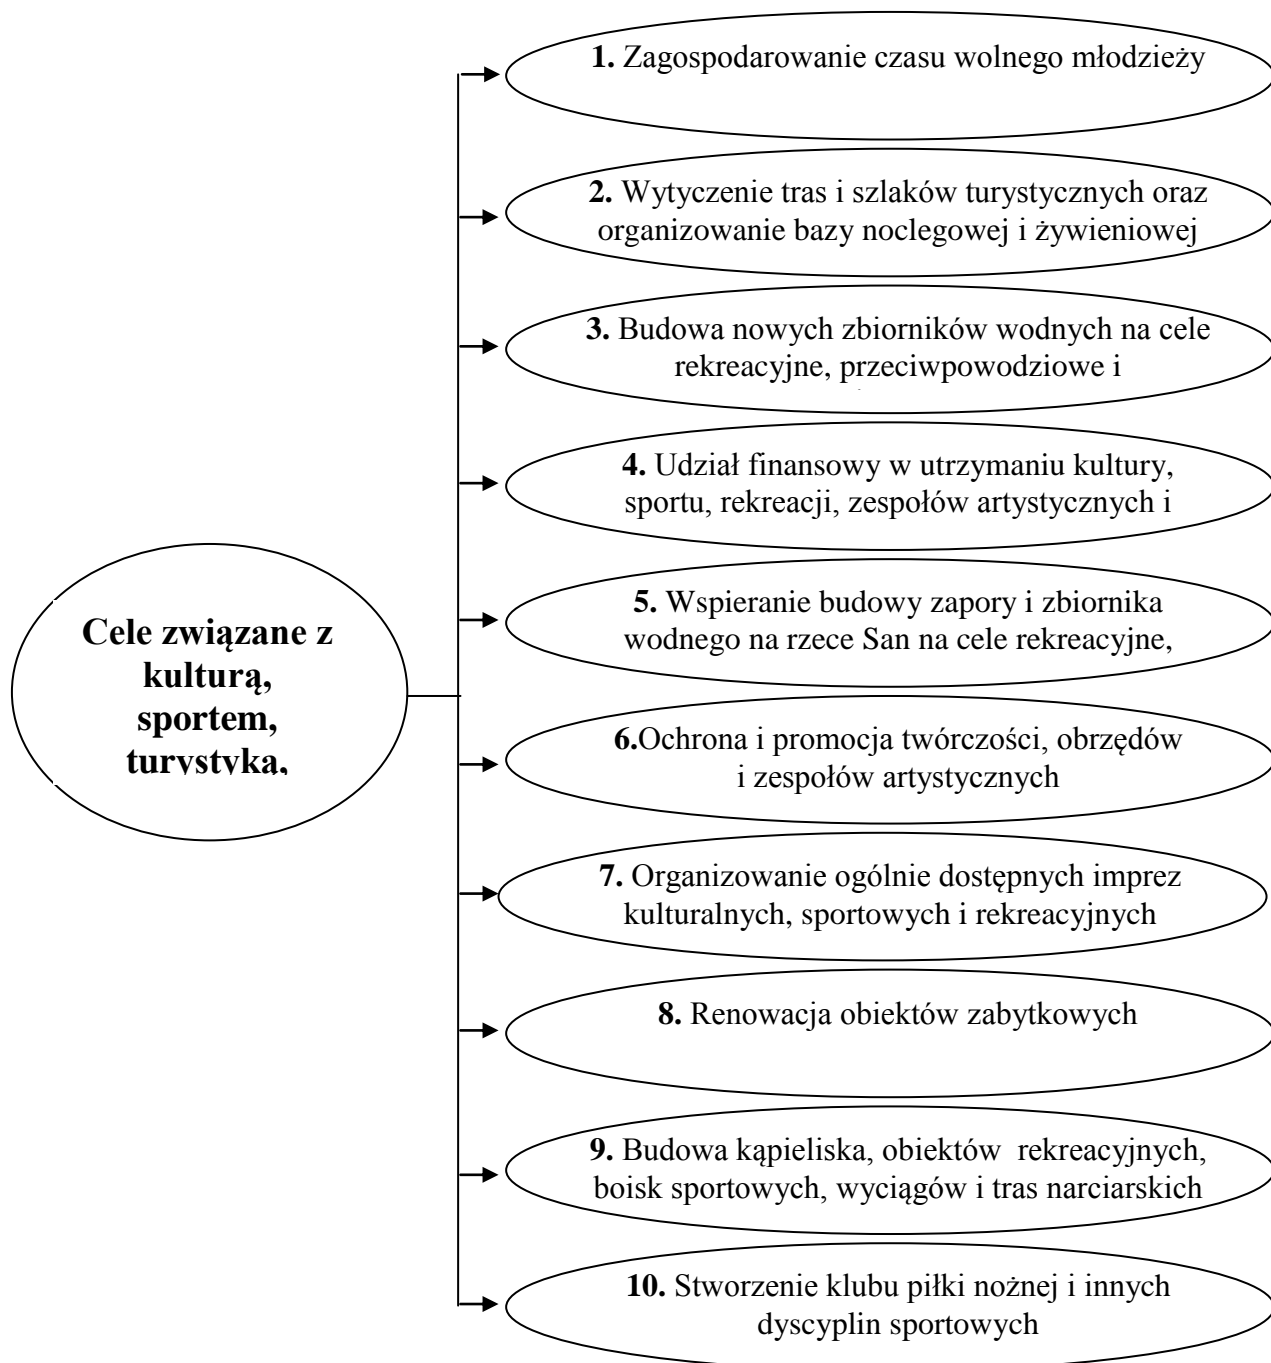 1. Zagospodarowanie czasu wolnego młodzieży
2. Wytyczenie tras i szlaków turystycznych oraz
organizowanie bazy noclegowej i żywieniowej
3. Budowa nowych zbiorników wodnych na cele
rekreacyjne, przeciwpowodziowe i
4. Udział finansowy w utrzymaniu kultury,
sportu, rekreacji, zespołów artystycznych i
5. Wspieranie budowy zapory i zbiornika
wodnego na rzece San na cele rekreacyjne,
Cele związane z
kulturą,
sportem,
turystyką,
6.Ochrona i promocja twórczości, obrzędów
i zespołów artystycznych
7. Organizowanie ogólnie dostępnych imprez
kulturalnych, sportowych i rekreacyjnych
8. Renowacja obiektów zabytkowych
9. Budowa kąpieliska, obiektów  rekreacyjnych,
boisk sportowych, wyciągów i tras narciarskich
10. Stworzenie klubu piłki nożnej i innych
dyscyplin sportowych